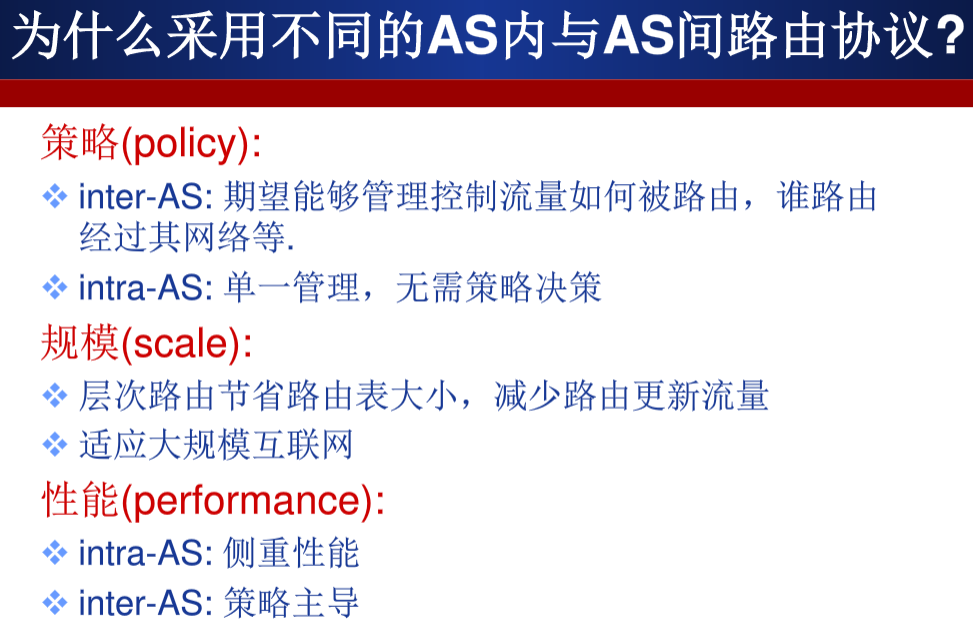 为什么采用不同的AS内与AS间路由协议?
策略(policy):
inter-AS: 期望能够管理控制流量如何被路由，谁路由
经过其网络等.
intra-AS: 单一管理，无需策略决策
规模(scale):
层次路由节省路由表大小，减少路由更新流量
适应大规模互联网
性能(performance):
intra-AS: 侧重性能
inter-AS: 策略主导